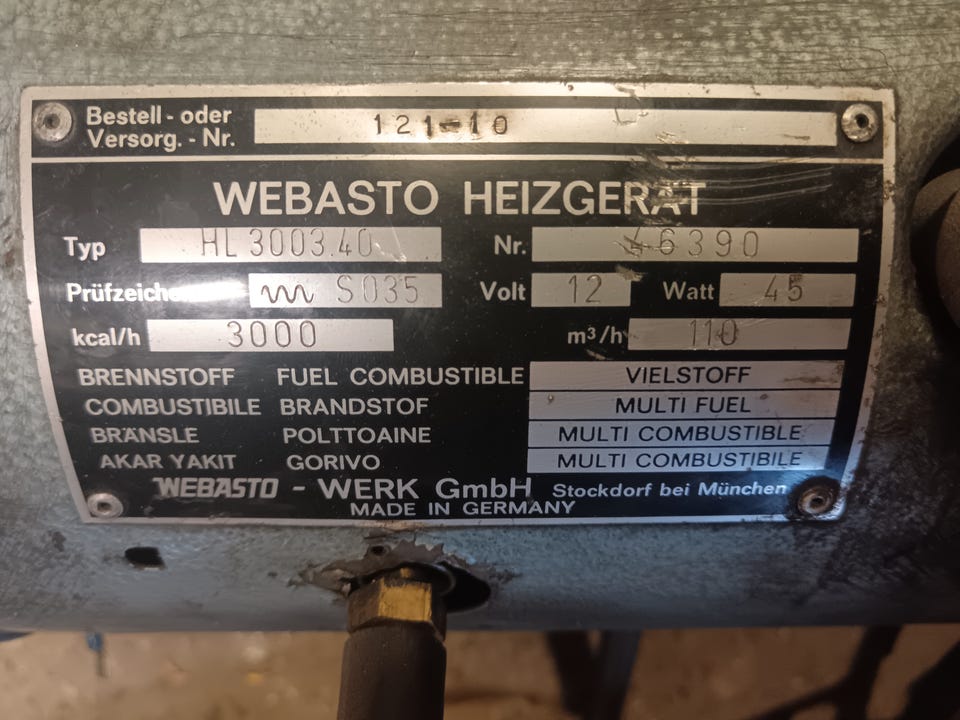 Bestell - oder
Versorg. - Nr. 121-10
WEBASTO HEIZGERÄT
Typ HL 3003.40 Nr. 46390
Prüfzeichen S035 Volt 12 Watt 45
kcal/h 3000 m³/h 110
BRENNSTOFF FUEL COMBUSTIBLE VIELSTOFF
COMBUSTIBILE BRANDSTOF MULTI FUEL
BRÄNSLE POLTTOAINE MULTI COMBUSTIBLE
AKAR YAKIT GORIVO MULTI COMBUSTIBILE
WEBASTO - WERK GmbH Stockdorf bei München
MADE IN GERMANY